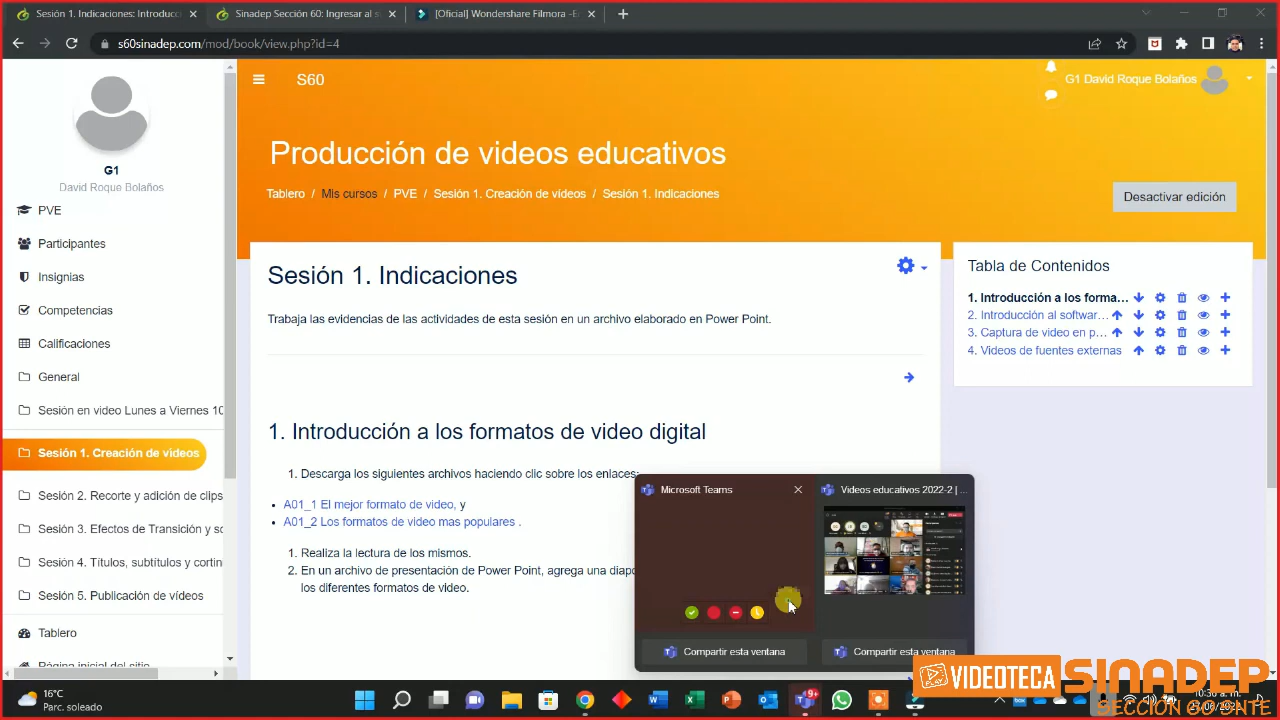 Sesión 1. Indicaciones: Introducc
Sinadep Sección 60: Ingresar al s
[Oficial] Wondershare Filmora -E
s60sinadep.com/mod/book/view.php?id=4
S60
G1 David Roque Bolaños
G1
David Roque Bolaños
PVE
Participantes
Insignias
Competencias
Calificaciones
General
Sesión en video Lunes a Viernes 10
Sesión 1. Creación de videos
Sesión 2. Recorte y adición de clips
Sesión 3. Efectos de Transición y so
Sesión 4. Títulos, subtítulos y cortin
Sesión 5. Publicación de videos
Tablero
Página inicial del sitio
Producción de videos educativos
Tablero / Mis cursos / PVE / Sesión 1. Creación de videos / Sesión 1. Indicaciones
Desactivar edición
Sesión 1. Indicaciones
Trabaja las evidencias de las actividades de esta sesión en un archivo elaborado en Power Point.
1. Introducción a los formatos de video digital
1. Descarga los siguientes archivos haciendo clic sobre los enlaces:
A01_1 El mejor formato de video, y
A01_2 Los formatos de video mas populares .
1. Realiza la lectura de los mismos.
2. En un archivo de presentación de Power Point, agrega una diapo
los diferentes formatos de video.
Tabla de Contenidos
1. Introducción a los forma...
2. Introducción al softwar...
3. Captura de video en p...
4. Videos de fuentes externas
Microsoft Teams
Videos educativos 2022-2 | ...
Compartir esta ventana
Compartir esta ventana
VIDEOTECA SINADEP
SECCIÓN 60 SNTE
16°C
Parc. soleado
9+